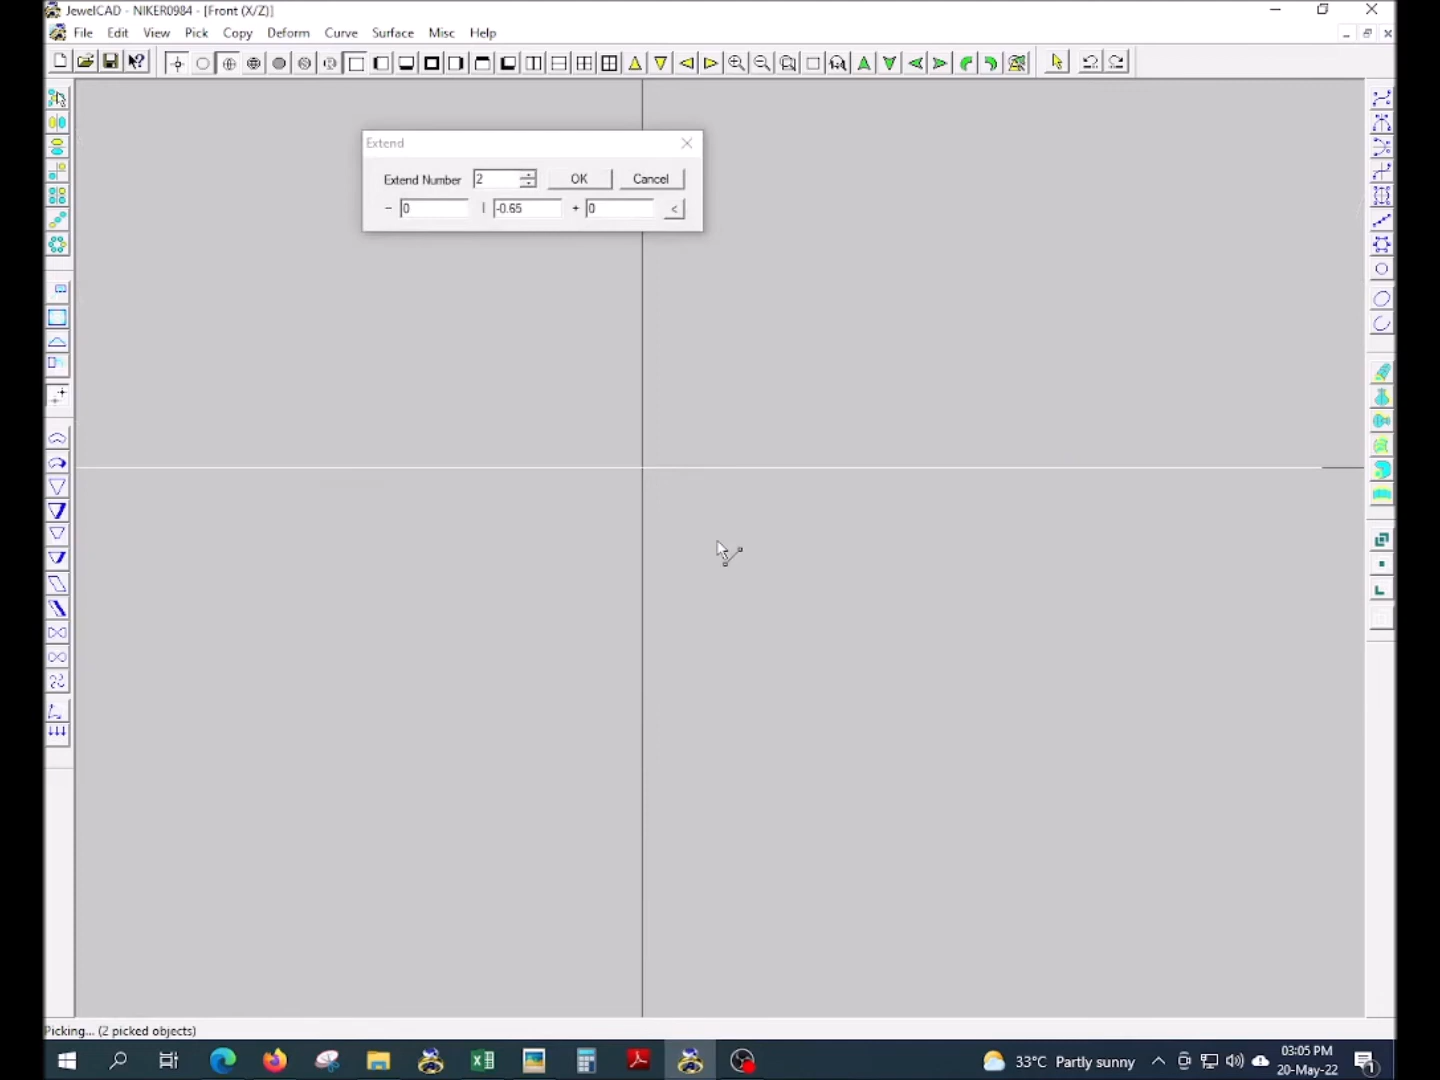 JewelCAD - NIKER0984 - [Front (X/Z)]
File Edit View Pick Copy Deform Curve Surface Misc Help
Extend
Extend Number 2 OK Cancel
- 0 | -0.65 + 0 <
Picking... (2 picked objects)
33°C Partly sunny
03:05 PM
20-May-22
1